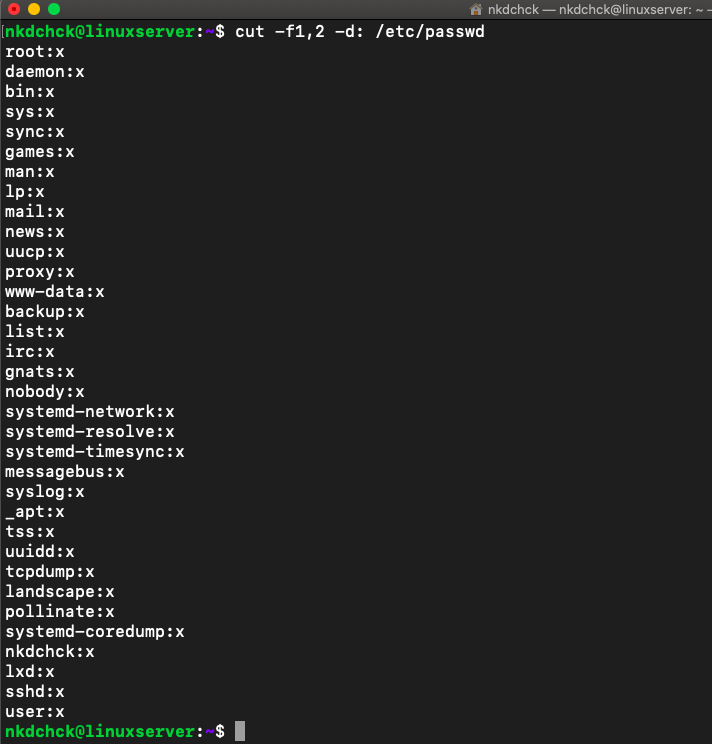 nkdchck — nkdchck@linuxserver: ~ —
nkdchck@linuxserver:~$ cut -f1,2 -d: /etc/passwd
root:x
daemon:x
bin:x
sys:x
sync:x
games:x
man:x
lp:x
mail:x
news:x
uucp:x
proxy:x
www-data:x
backup:x
list:x
irc:x
gnats:x
nobody:x
systemd-network:x
systemd-resolve:x
systemd-timesync:x
messagebus:x
syslog:x
_apt:x
tss:x
uuidd:x
tcpdump:x
landscape:x
pollinate:x
systemd-coredump:x
nkdchck:x
lxd:x
sshd:x
user:x
nkdchck@linuxserver:~$